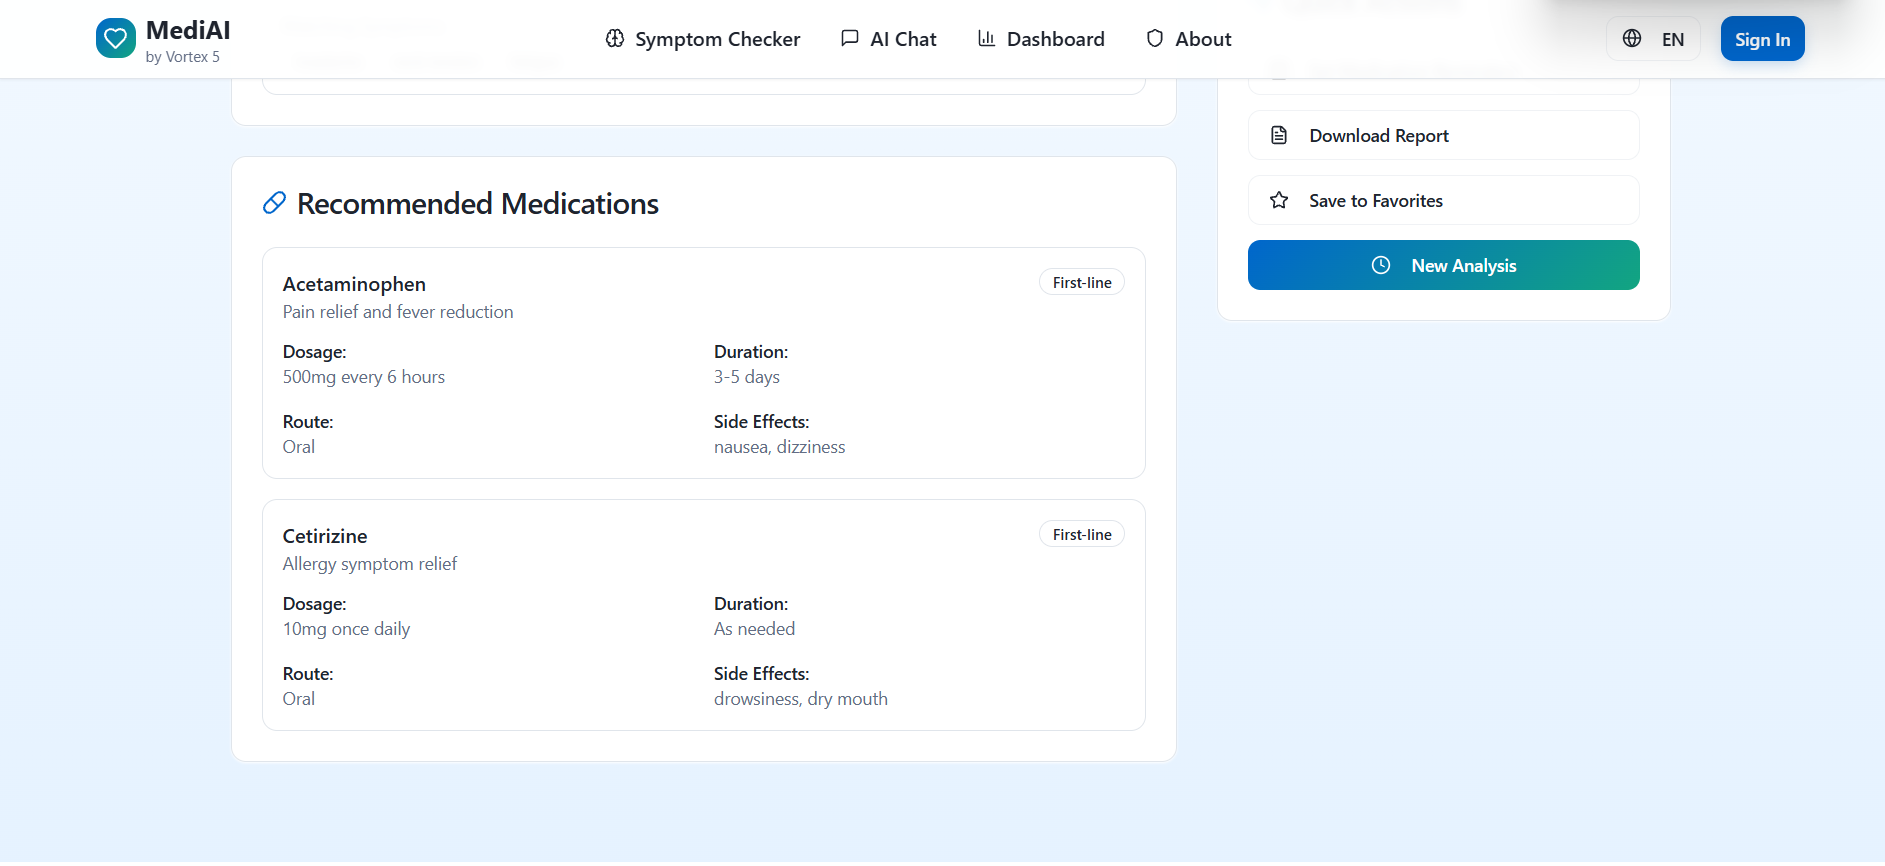 MediAI
by Vortex 5
Symptom Checker
AI Chat
Dashboard
About
EN
Sign In
Recommended Medications
Acetaminophen
First-line
Pain relief and fever reduction
Dosage:
500mg every 6 hours
Duration:
3-5 days
Route:
Oral
Side Effects:
nausea, dizziness
Cetirizine
First-line
Allergy symptom relief
Dosage:
10mg once daily
Duration:
As needed
Route:
Oral
Side Effects:
drowsiness, dry mouth
Download Report
Save to Favorites
New Analysis